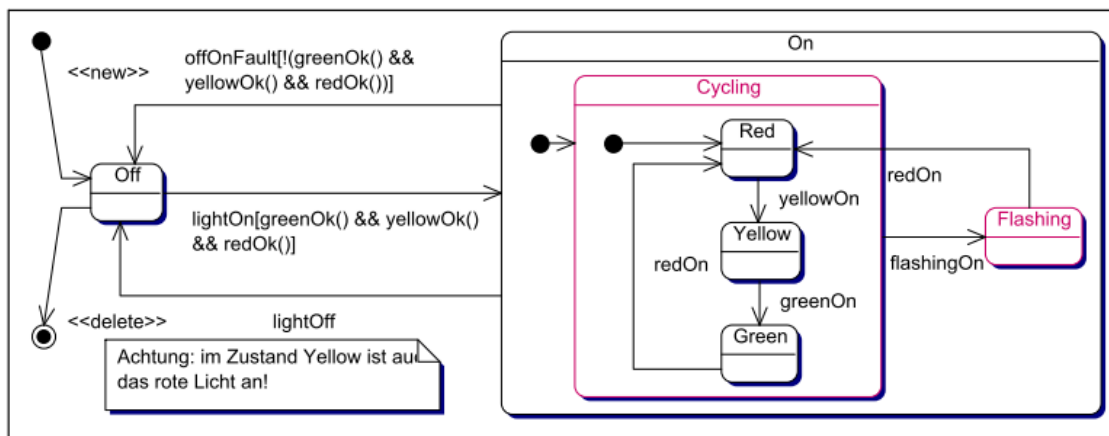 <<new>>
offOnFault[!(greenOk() &&
yellowOk() && redOk())]
Off
lightOn[greenOk() && yellowOk()
&& redOk()]
<<delete>>
lightOff
Achtung: im Zustand Yellow ist
das rote Licht an!
On
Cycling
Red
yellowOn
Yellow
redOn
greenOn
Green
redOn
Flashing
flashingOn